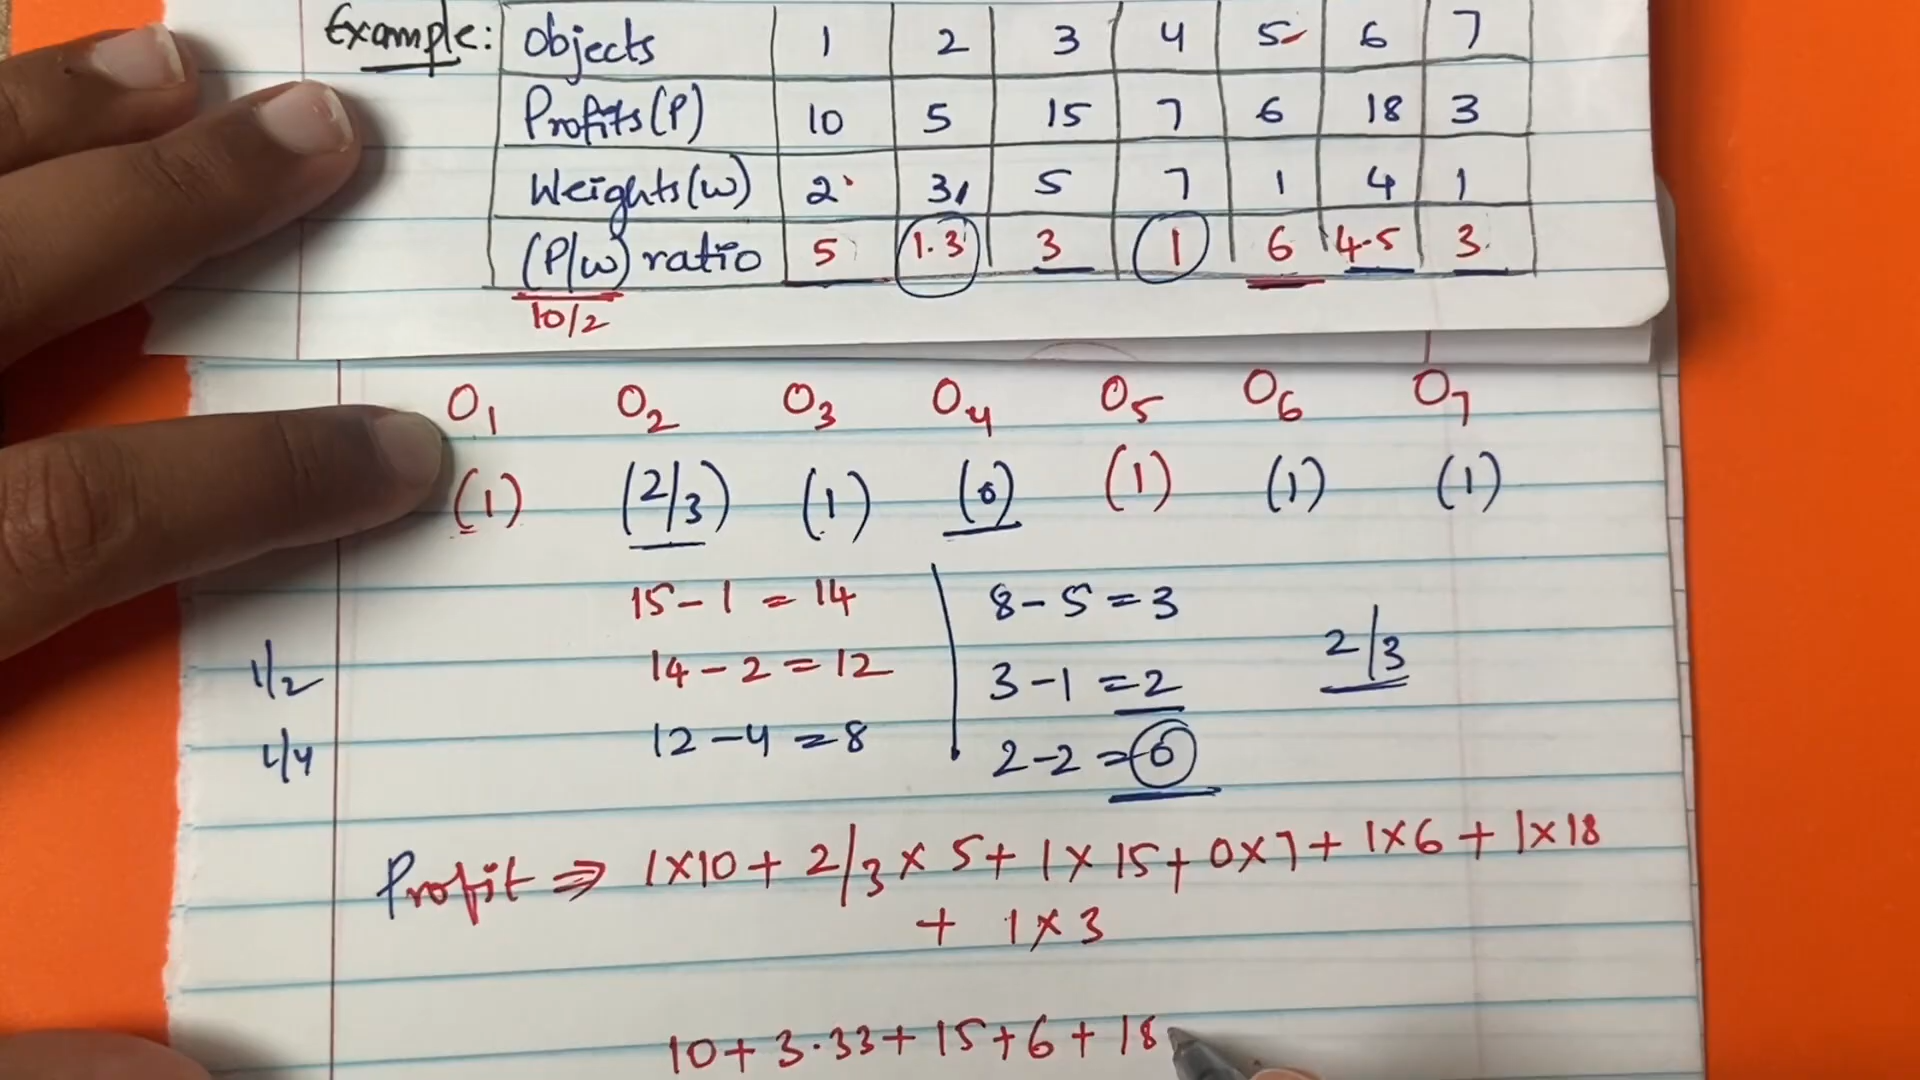 Example: Objects 1 2 3 4 5 6 7
Profits (P) 10 5 15 7 6 18 3
Weights (w) 2 3 5 7 1 4 1
(P/w) ratio 5 1.3 3 1 6 4.5 3
10/2
O1 O2 O3 O4 O5 O6 O7
(1) (2/3) (1) (0) (1) (1) (1)
15 - 1 = 14 8 - 5 = 3
1/2 14 - 2 = 12 3 - 1 = 2 2/3
1/4 12 - 4 = 8 2 - 2 = 0
Profit ⇒ 1×10 + 2/3 × 5 + 1 × 15 + 0×7 + 1×6 + 1×18
+ 1×3
10 + 3.33 + 15 + 6 + 18